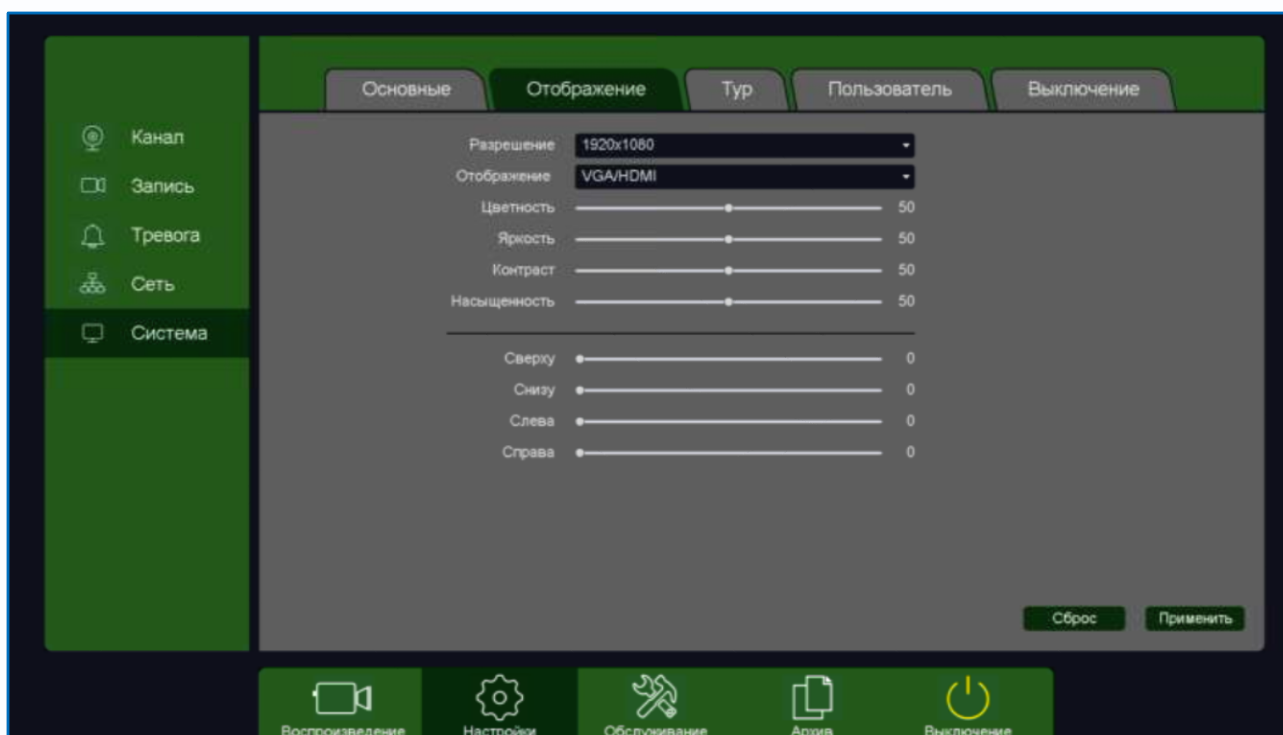 Основные Отображение Тур Пользователь Выключение
Канал
Запись
Тревога
Сеть
Система
Разрешение 1920x1080
Отображение VGA/HDMI
Цветность 50
Яркость 50
Контраст 50
Насыщенность 50
Сверху 0
Снизу 0
Слева 0
Справа 0
Сброс Применить
Воспроизведение Настройки Обслуживание Архив Выключение